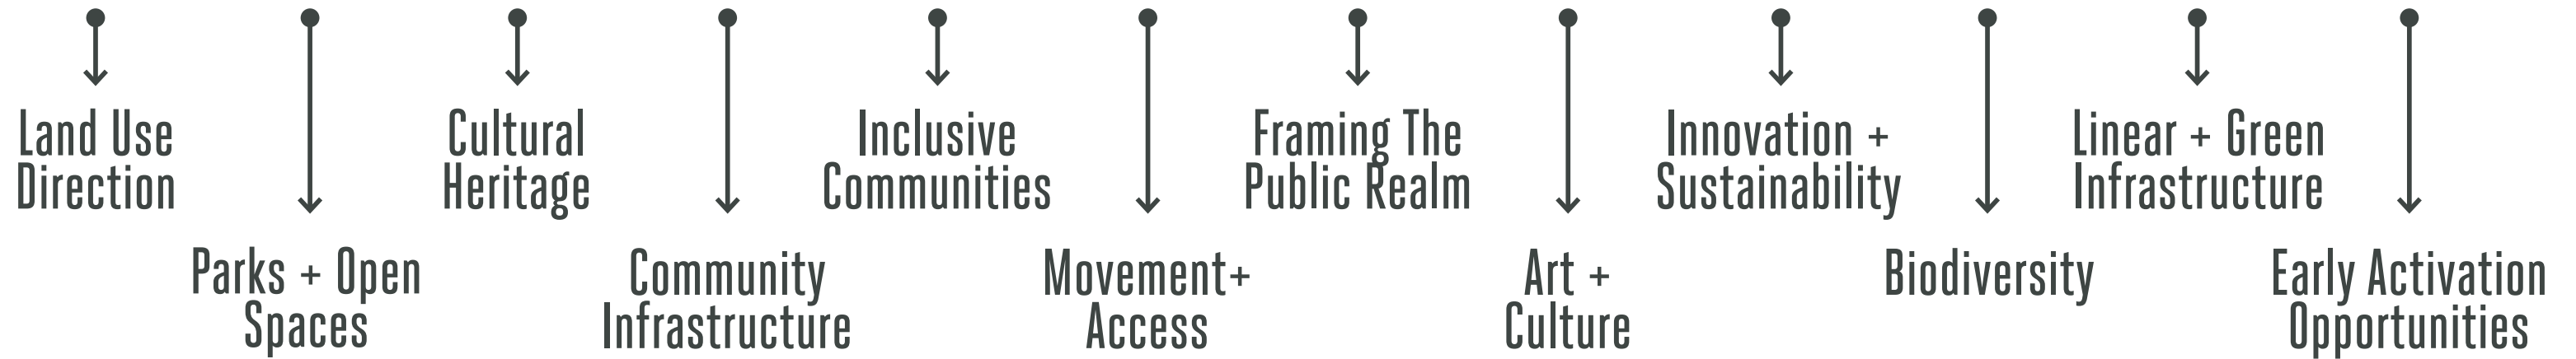 Land Use
Direction
Parks + Open
Spaces
Cultural
Heritage
Community
Infrastructure
Inclusive
Communities
Movement+
Access
Framing The
Public Realm
Art +
Culture
Innovation +
Sustainability
Biodiversity
Linear + Green
Infrastructure
Early Activation
Opportunities